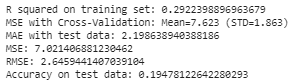 R squared on training set: 0.2922398896963679
MSE with Cross-Validation: Mean=7.623 (STD=1.863)
MAE with test data: 2.198638940388186
MSE: 7.021406881230462
RMSE: 2.6459441407039104
Accuracy on test data: 0.19478122642280293